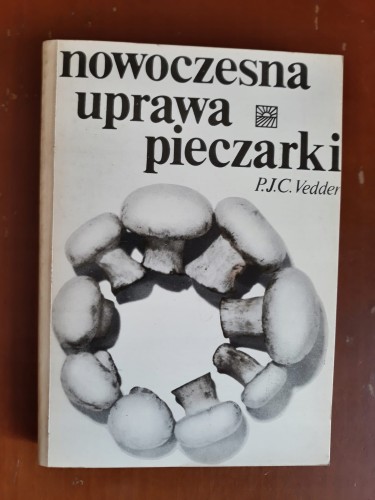 nowoczesna
uprawa
pieczarki
P.J.C. Vedder